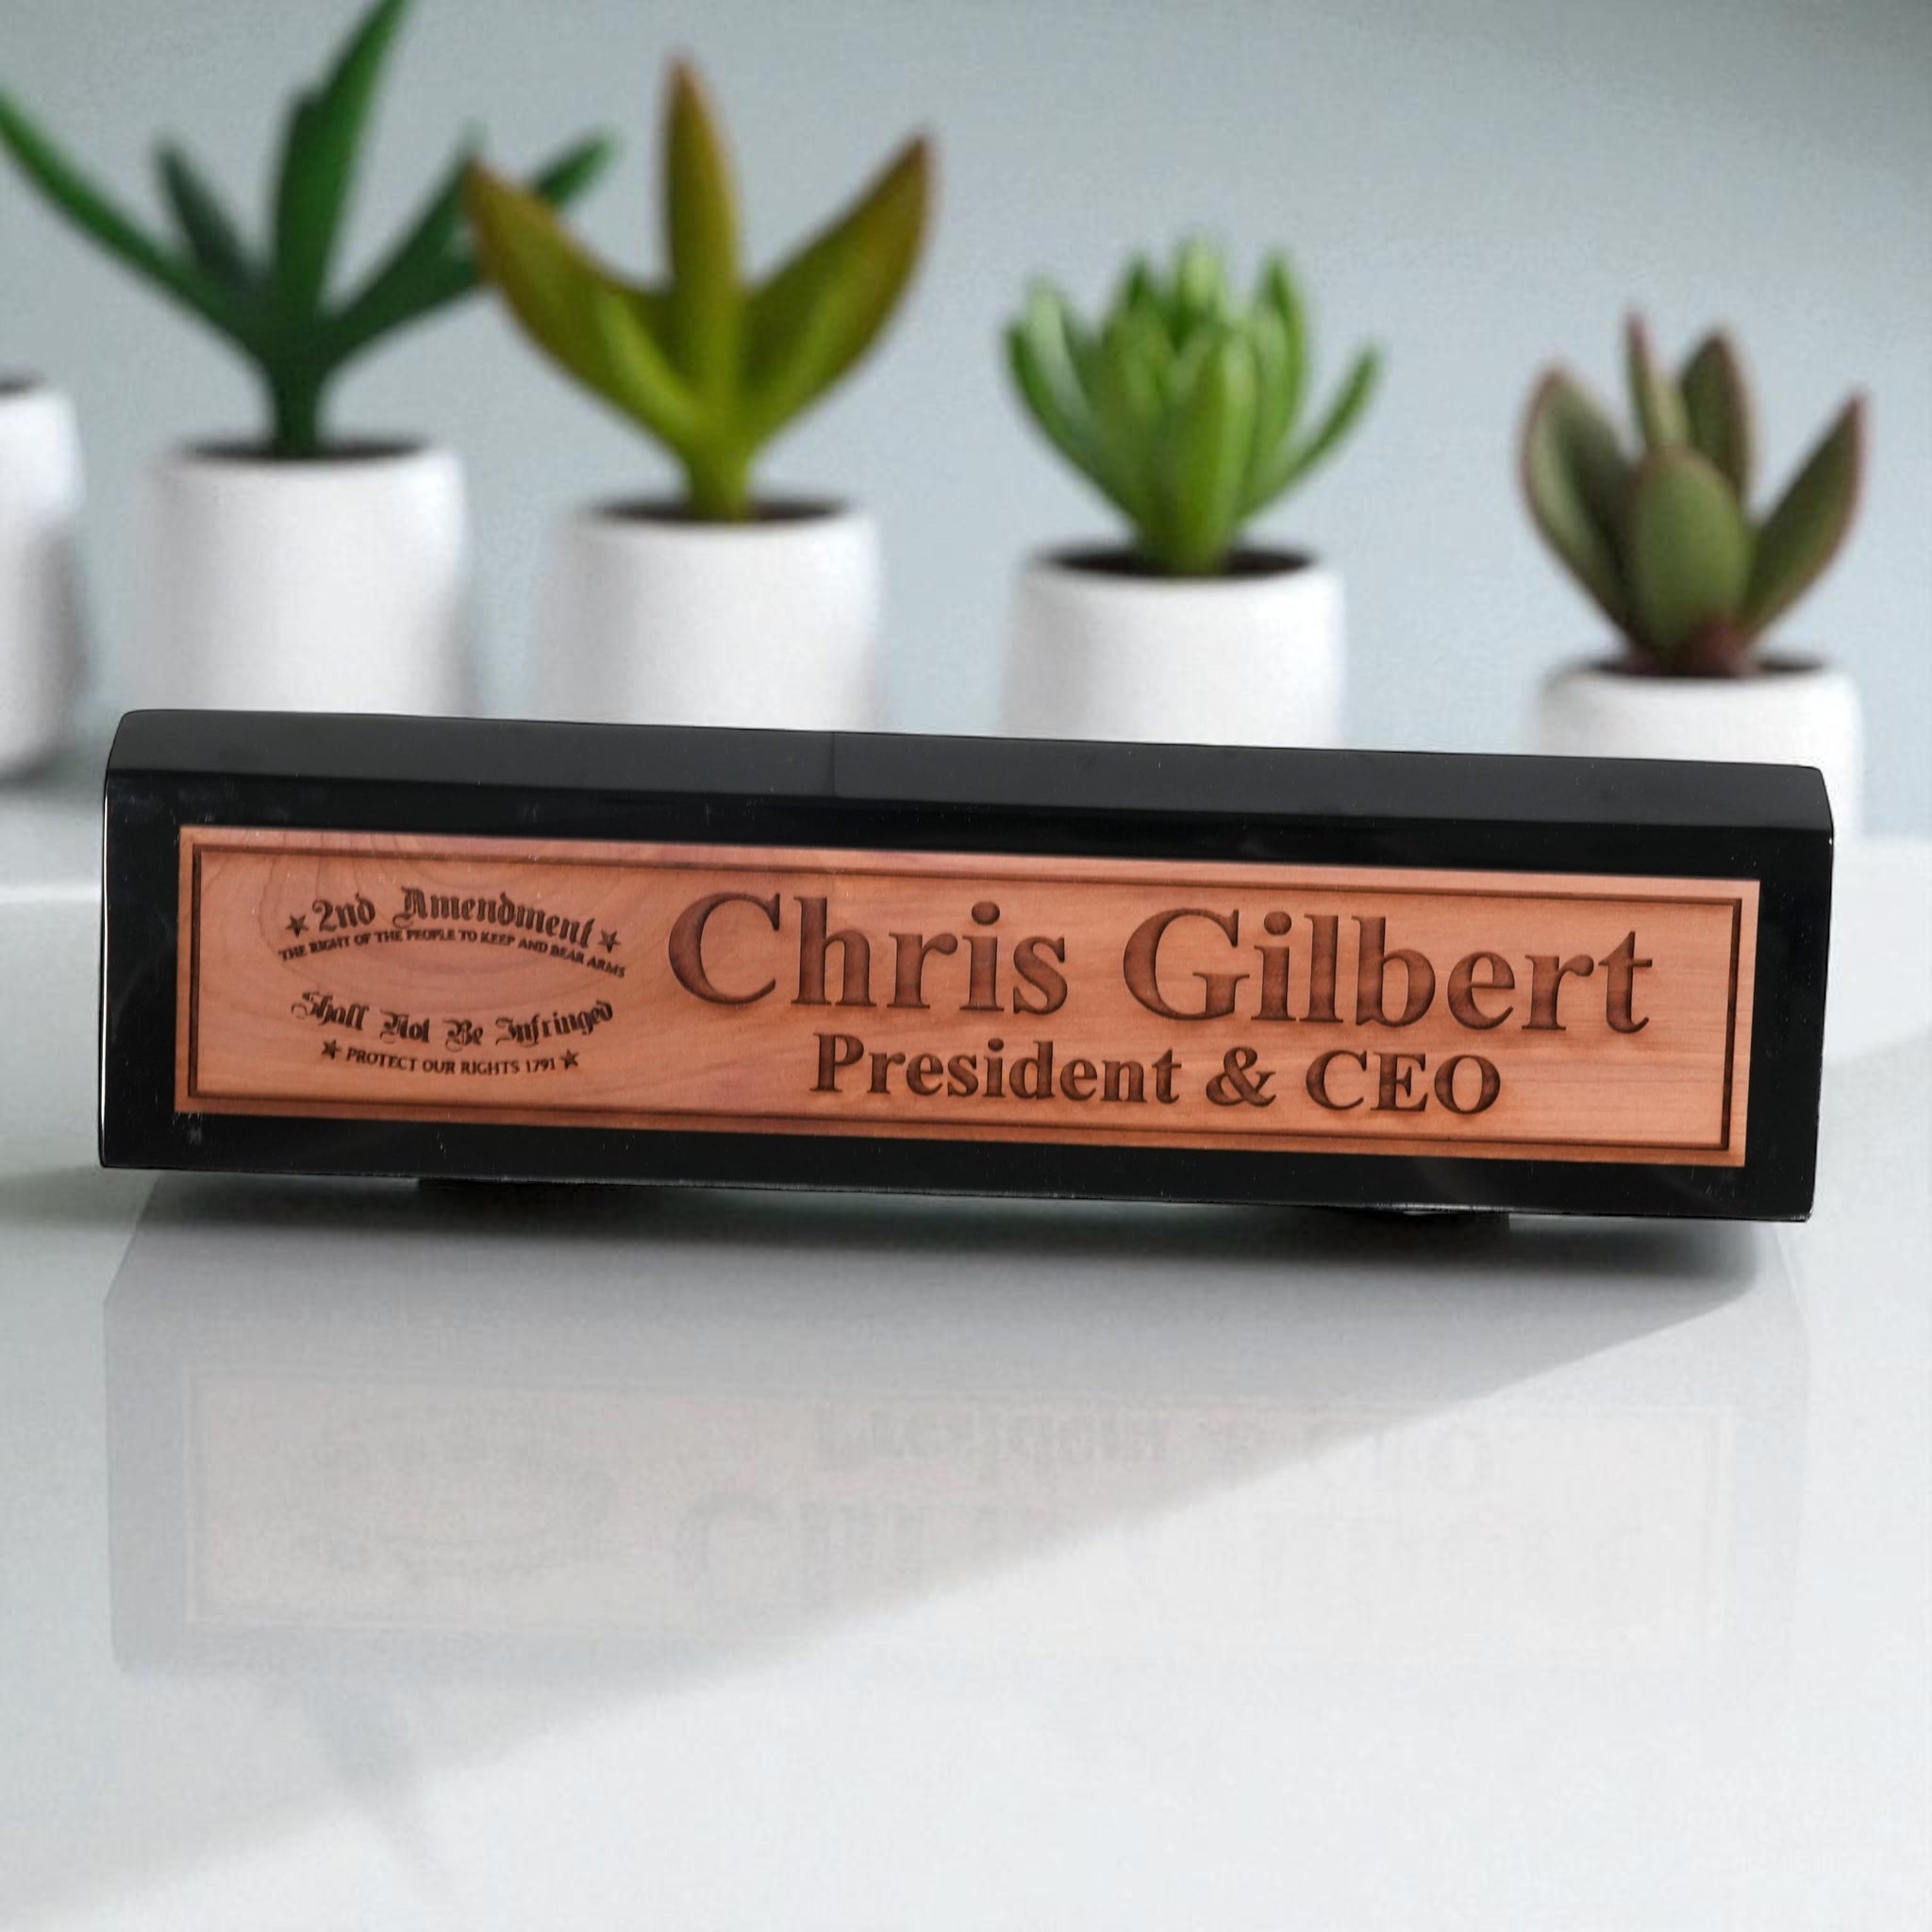 2nd Amendment
THE RIGHT OF THE PEOPLE TO KEEP AND BEAR ARMS
Shall Not Be Infringed
PROTECT OUR RIGHTS 1791
Chris Gilbert
President & CEO